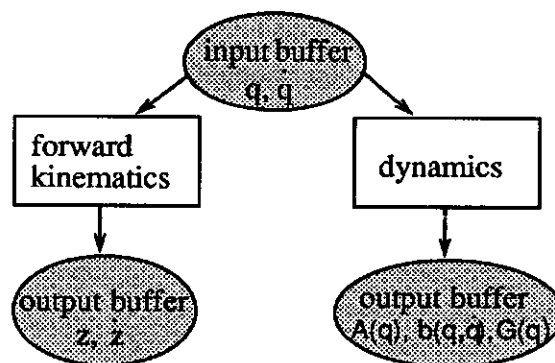 input buffer
q, q̇
forward
kinematics
dynamics
output buffer
z, ż
output buffer
A(q), b(q,q̇), G(q)